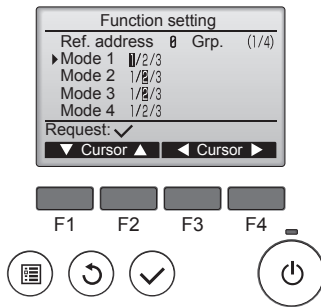 Function setting
Ref. address 0 Grp. (1/4)
Mode 1 1/2/3
Mode 2 1/2/3
Mode 3 1/2/3
Mode 4 1/2/3
Request: ✓
▼ Cursor ▲ ◀ Cursor ▶
F1 F2 F3 F4